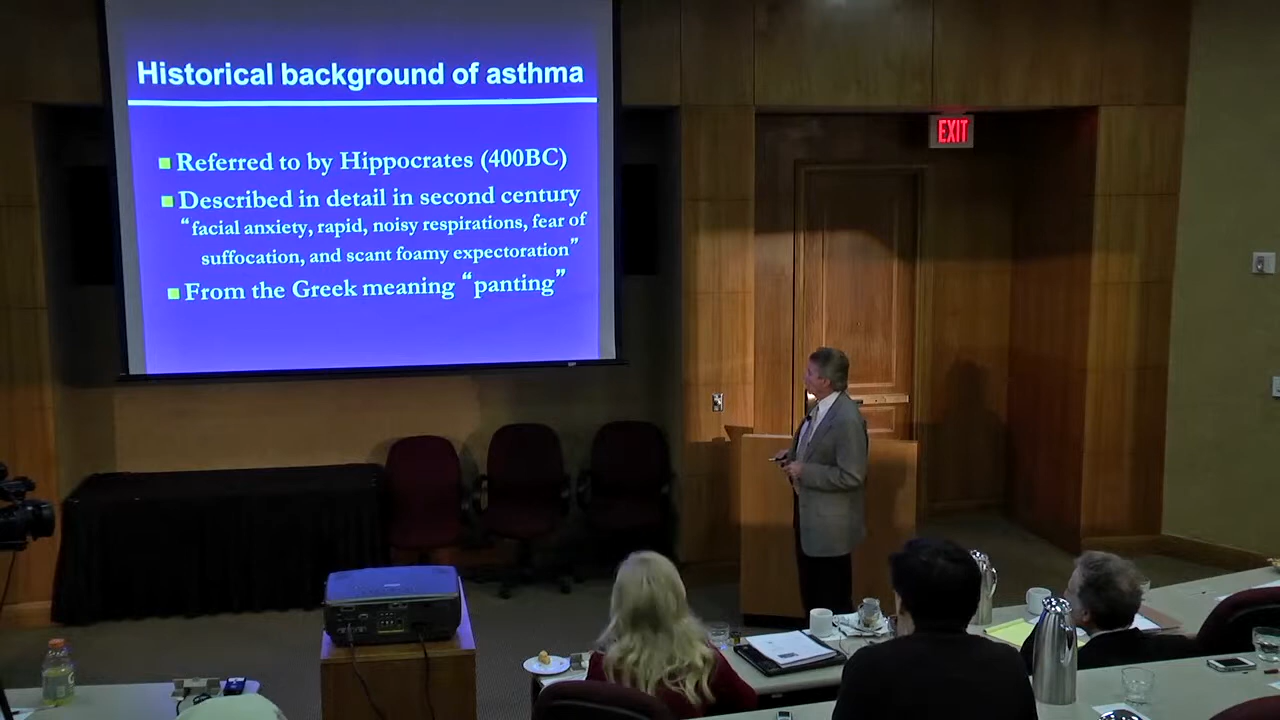 Historical background of asthma
Referred to by Hippocrates (400BC)
Described in detail in second century
“facial anxiety, rapid, noisy respirations, fear of
suffocation, and scant foamy expectoration”
From the Greek meaning “panting”
EXIT